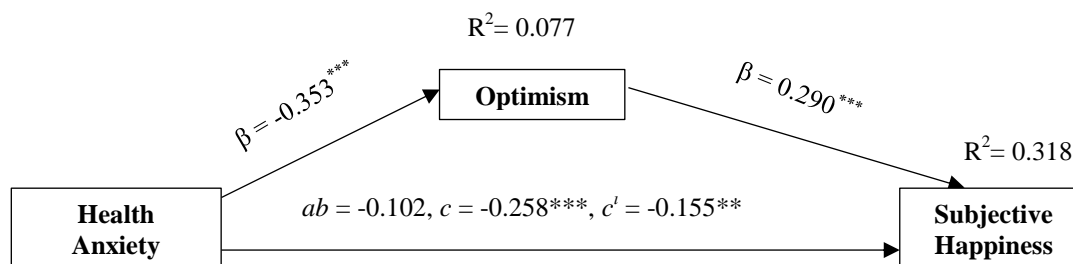 R²= 0.077
β = -0.353***
Optimism
β = 0.290***
R²= 0.318
Health
Anxiety
ab = -0.102, c = -0.258***, cᶦ = -0.155**
Subjective
Happiness